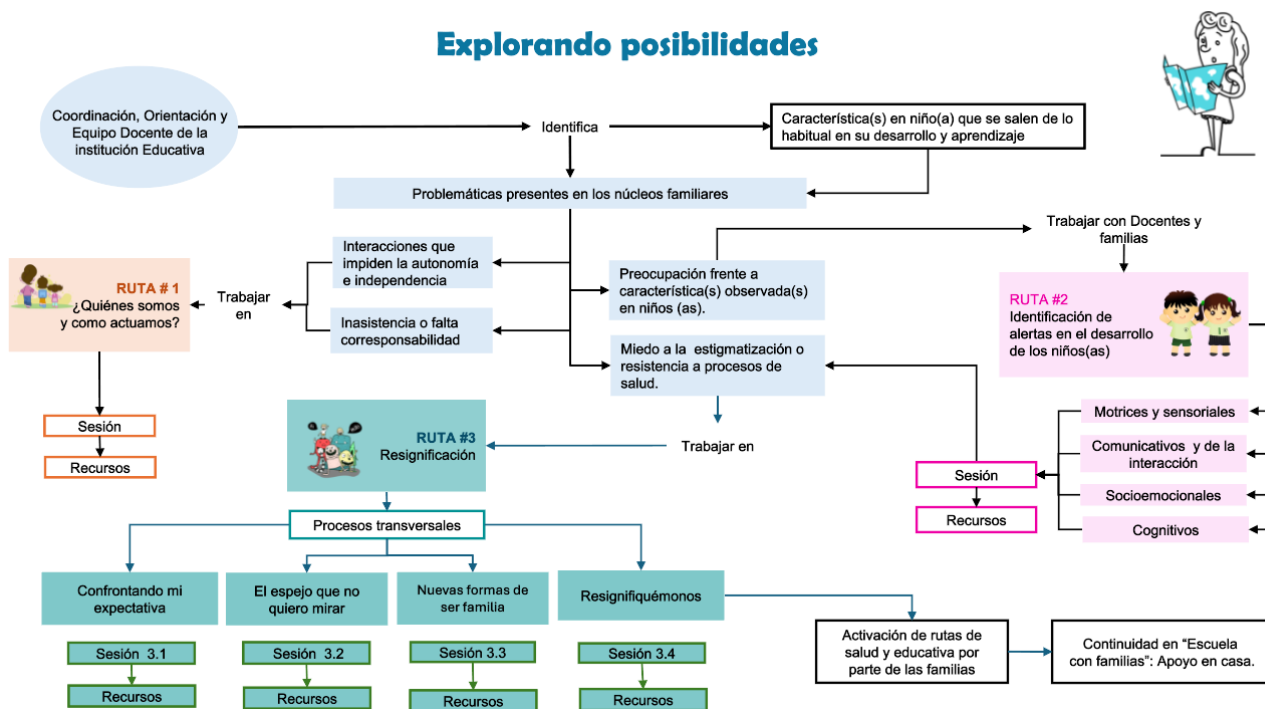 Explorando posibilidades
Coordinación, Orientación y
Equipo Docente de la
institución Educativa
Identifica
Característica(s) en niño(a) que se salen de lo
habitual en su desarrollo y aprendizaje
Problemáticas presentes en los núcleos familiares
Trabajar con Docentes y
familias
Interacciones que
impiden la autonomía
e independencia
Preocupación frente a
característica(s) observada(s)
en niños (as).
RUTA # 1
¿Quiénes somos
y como actuamos?
Trabajar
en
RUTA #2
Identificación de
alertas en el desarrollo
de los niños(as)
Inasistencia o falta
corresponsabilidad
Miedo a la estigmatización o
resistencia a procesos de
salud.
Sesión
Recursos
RUTA #3
Resignificación
Trabajar en
Motrices y sensoriales
Comunicativos y de la
interacción
Socioemocionales
Cognitivos
Sesión
Recursos
Procesos transversales
Confrontando mi
expectativa
El espejo que no
quiero mirar
Nuevas formas de
ser familia
Resignifiquémonos
Sesión 3.1
Recursos
Sesión 3.2
Recursos
Sesión 3.3
Recursos
Sesión 3.4
Recursos
Activación de rutas de
salud y educativa por
parte de las familias
Continuidad en “Escuela
con familias”: Apoyo en casa.